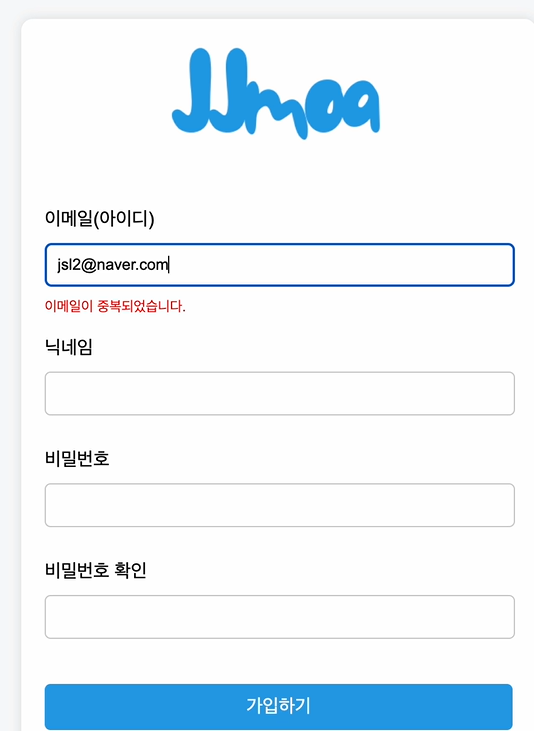 JJmoa
이메일(아이디)
jsl2@naver.com
이메일이 중복되었습니다.
닉네임
비밀번호
비밀번호 확인
가입하기